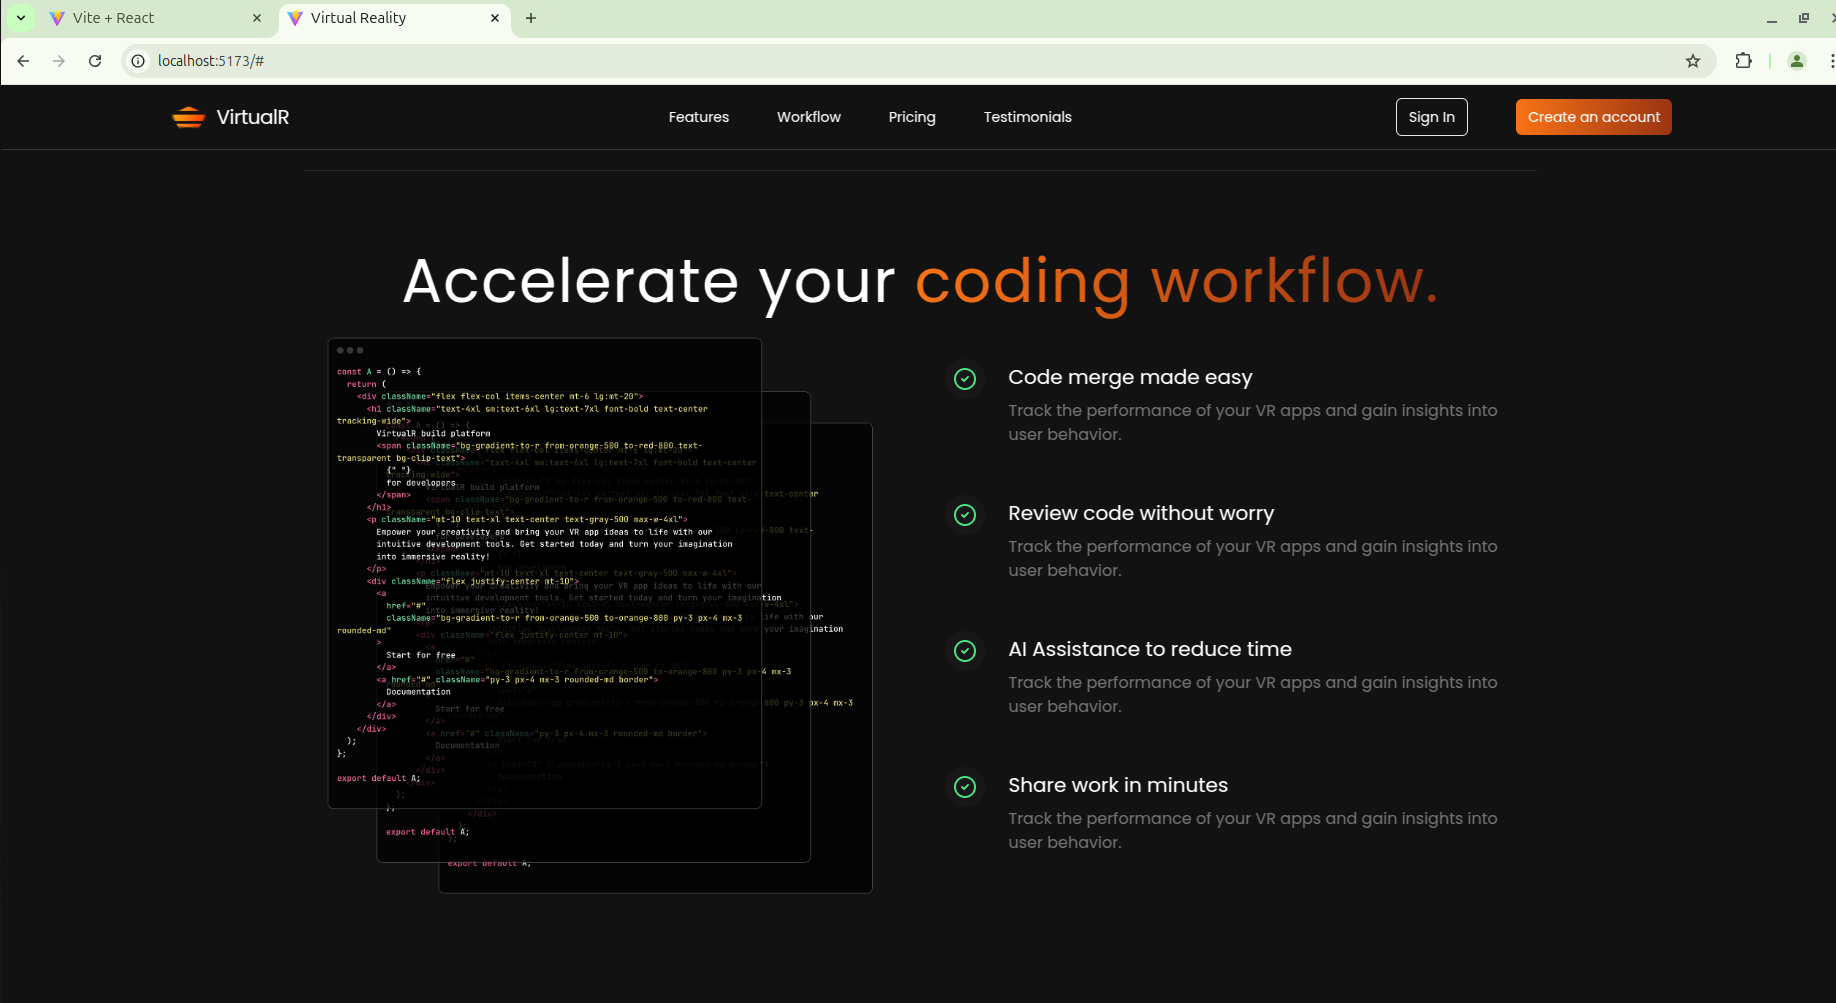 Vite + React
Virtual Reality
localhost:5173/#
VirtualR
Features
Workflow
Pricing
Testimonials
Sign In
Create an account
Accelerate your coding workflow.
const A = () => {
return (
<div className="flex flex-col items-center mt-6 lg:mt-20">
<h1 className="text-4xl sm:text-6xl lg:text-7xl font-bold text-center
tracking-wide">
VirtualR build platform
<span className="bg-gradient-to-r from-orange-500 to-red-800 text-
transparent bg-clip-text">
{" "}
for developers
</span>
</h1>
<p className="mt-10 text-xl text-center text-gray-500 max-w-4xl">
Empower your creativity and bring your VR app ideas to life with our
intuitive development tools. Get started today and turn your imagination
into immersive reality!
</p>
<div className="flex justify-center mt-10">
<a
href="#"
className="bg-gradient-to-r from-orange-500 to-orange-800 py-3 px-4 mx-3
rounded-md"
>
Start for free
</a>
<a href="#" className="py-3 px-4 mx-3 rounded-md border">
Documentation
</a>
</div>
</div>
);
};
export default A;
export default A;
export default A;
Code merge made easy
Track the performance of your VR apps and gain insights into
user behavior.
Review code without worry
Track the performance of your VR apps and gain insights into
user behavior.
AI Assistance to reduce time
Track the performance of your VR apps and gain insights into
user behavior.
Share work in minutes
Track the performance of your VR apps and gain insights into
user behavior.